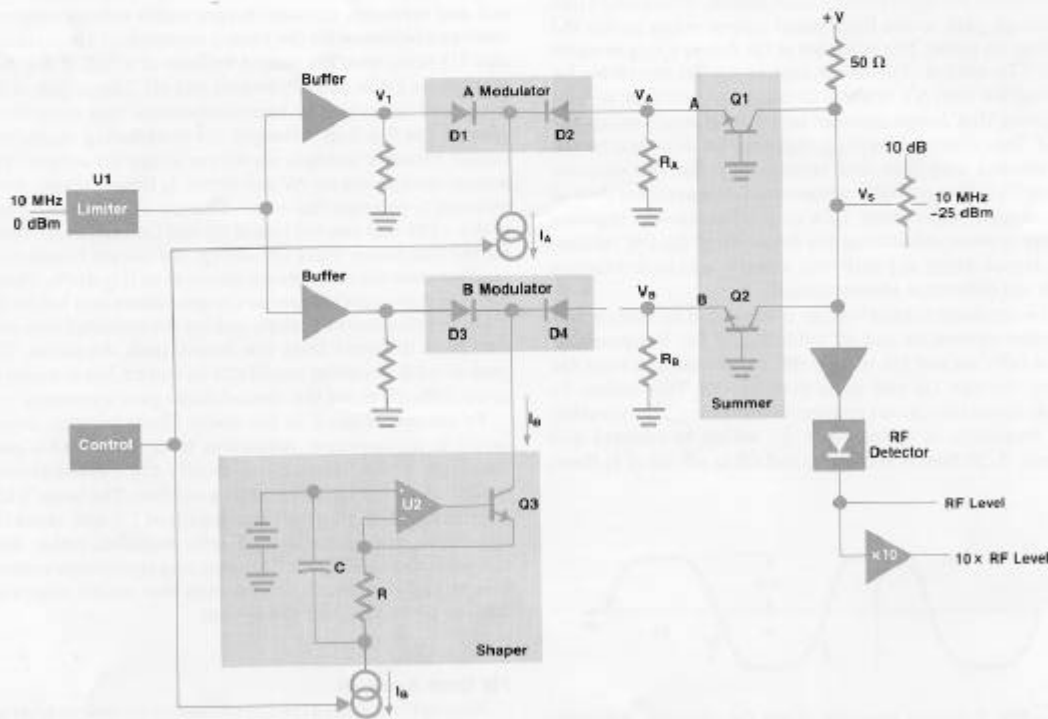 +V
50 Ω
Buffer
V1
A Modulator
D1
D2
VA
A
Q1
RA
10 dB
U1
10 MHz
0 dBm
Limiter
VS
10 MHz
–25 dBm
IA
Buffer
B Modulator
D3
D4
VB
B
Q2
RB
Summer
Control
IB
RF
Detector
U2
+
–
Q3
RF Level
C
×10
10× RF Level
R
Shaper
IB